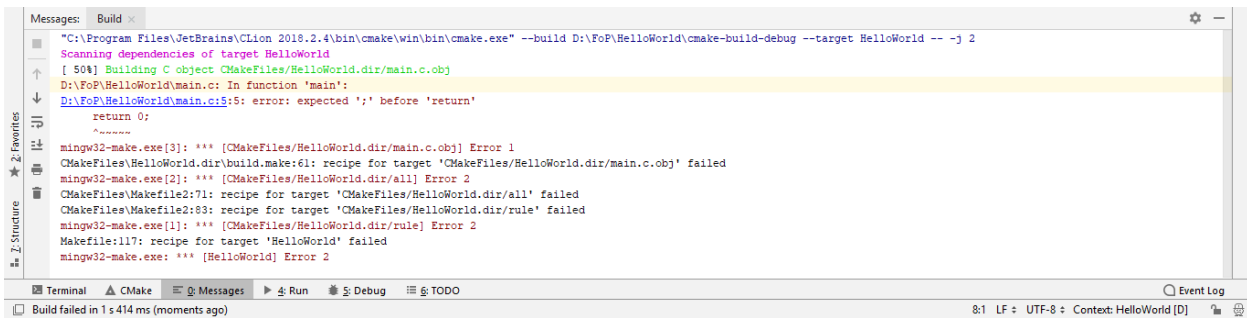 Messages: Build ×
"C:\Program Files\JetBrains\CLion 2018.2.4\bin\cmake\win\bin\cmake.exe" --build D:\FoP\HelloWorld\cmake-build-debug --target HelloWorld -- -j 2
Scanning dependencies of target HelloWorld
[ 50%] Building C object CMakeFiles/HelloWorld.dir/main.c.obj
D:\FoP\HelloWorld\main.c: In function 'main':
D:\FoP\HelloWorld\main.c:5:5: error: expected ';' before 'return'
return 0;
^~~~~~
mingw32-make.exe[3]: *** [CMakeFiles/HelloWorld.dir/main.c.obj] Error 1
CMakeFiles\HelloWorld.dir\build.make:61: recipe for target 'CMakeFiles/HelloWorld.dir/main.c.obj' failed
mingw32-make.exe[2]: *** [CMakeFiles/HelloWorld.dir/all] Error 2
CMakeFiles\Makefile2:71: recipe for target 'CMakeFiles/HelloWorld.dir/all' failed
CMakeFiles\Makefile2:83: recipe for target 'CMakeFiles/HelloWorld.dir/rule' failed
mingw32-make.exe[1]: *** [CMakeFiles/HelloWorld.dir/rule] Error 2
Makefile:117: recipe for target 'HelloWorld' failed
mingw32-make.exe: *** [HelloWorld] Error 2
2: Favorites
7: Structure
Terminal CMake 0: Messages 4: Run 5: Debug 6: TODO Event Log
Build failed in 1 s 414 ms (moments ago) 8:1 LF UTF-8 Context: HelloWorld [D]